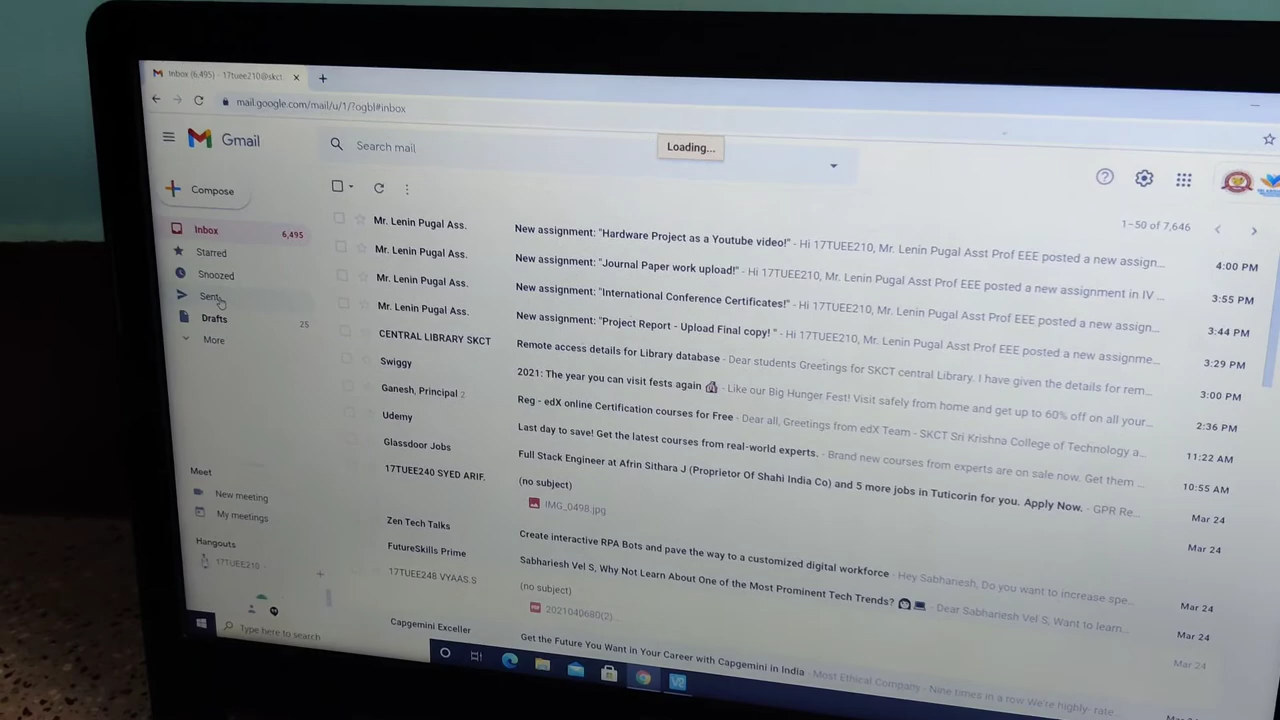 Inbox (6,495) - 17tuee210@skct
mail.google.com/mail/u/1/?ogbl#inbox
Gmail
Search mail
Loading...
Compose
1–50 of 7,646
Inbox 6,495
Starred
Snoozed
Sent
Drafts 25
More
Mr. Lenin Pugal Ass. New assignment: "Hardware Project as a Youtube video!" - Hi 17TUEE210, Mr. Lenin Pugal Asst Prof EEE posted a new assign... 4:00 PM
Mr. Lenin Pugal Ass. New assignment: "Journal Paper work upload!" - Hi 17TUEE210, Mr. Lenin Pugal Asst Prof EEE posted a new assignment in IV ... 3:55 PM
Mr. Lenin Pugal Ass. New assignment: "International Conference Certificates!" - Hi 17TUEE210, Mr. Lenin Pugal Asst Prof EEE posted a new assign... 3:44 PM
Mr. Lenin Pugal Ass. New assignment: "Project Report - Upload Final copy! " - Hi 17TUEE210, Mr. Lenin Pugal Asst Prof EEE posted a new assignme... 3:29 PM
CENTRAL LIBRARY SKCT Remote access details for Library database - Dear students Greetings for SKCT central Library. I have given the details for rem... 3:00 PM
Swiggy 2021: The year you can visit fests again - Like our Big Hunger Fest! Visit safely from home and get up to 60% off on all your... 2:36 PM
Ganesh, Principal 2 Reg - edX online Certification courses for Free - Dear all, Greetings from edX Team - SKCT Sri Krishna College of Technology a... 11:22 AM
Udemy Last day to save! Get the latest courses from real-world experts. - Brand new courses from experts are on sale now. Get them ... 10:55 AM
Glassdoor Jobs Full Stack Engineer at Afrin Sithara J (Proprietor Of Shahi India Co) and 5 more jobs in Tuticorin for you. Apply Now. - GPR Re... Mar 24
17TUEE240 SYED ARIF. (no subject) Mar 24
IMG_0498.jpg
Zen Tech Talks Create interactive RPA Bots and pave the way to a customized digital workforce - Hey Sabhanesh, Do you want to increase spe... Mar 24
FutureSkills Prime Sabhariesh Vel S, Why Not Learn About One of the Most Prominent Tech Trends? - Dear Sabhariesh Vel S, Want to learn... Mar 24
17TUEE248 VYAAS.S (no subject) Mar 24
PDF 2021040680(2)...
Capgemini Exceller Get the Future You Want in Your Career with Capgemini in India - Most Ethical Company - Nine times in a row We're highly- rate... Mar 24
Meet
New meeting
My meetings
Hangouts
17TUEE210
Type here to search